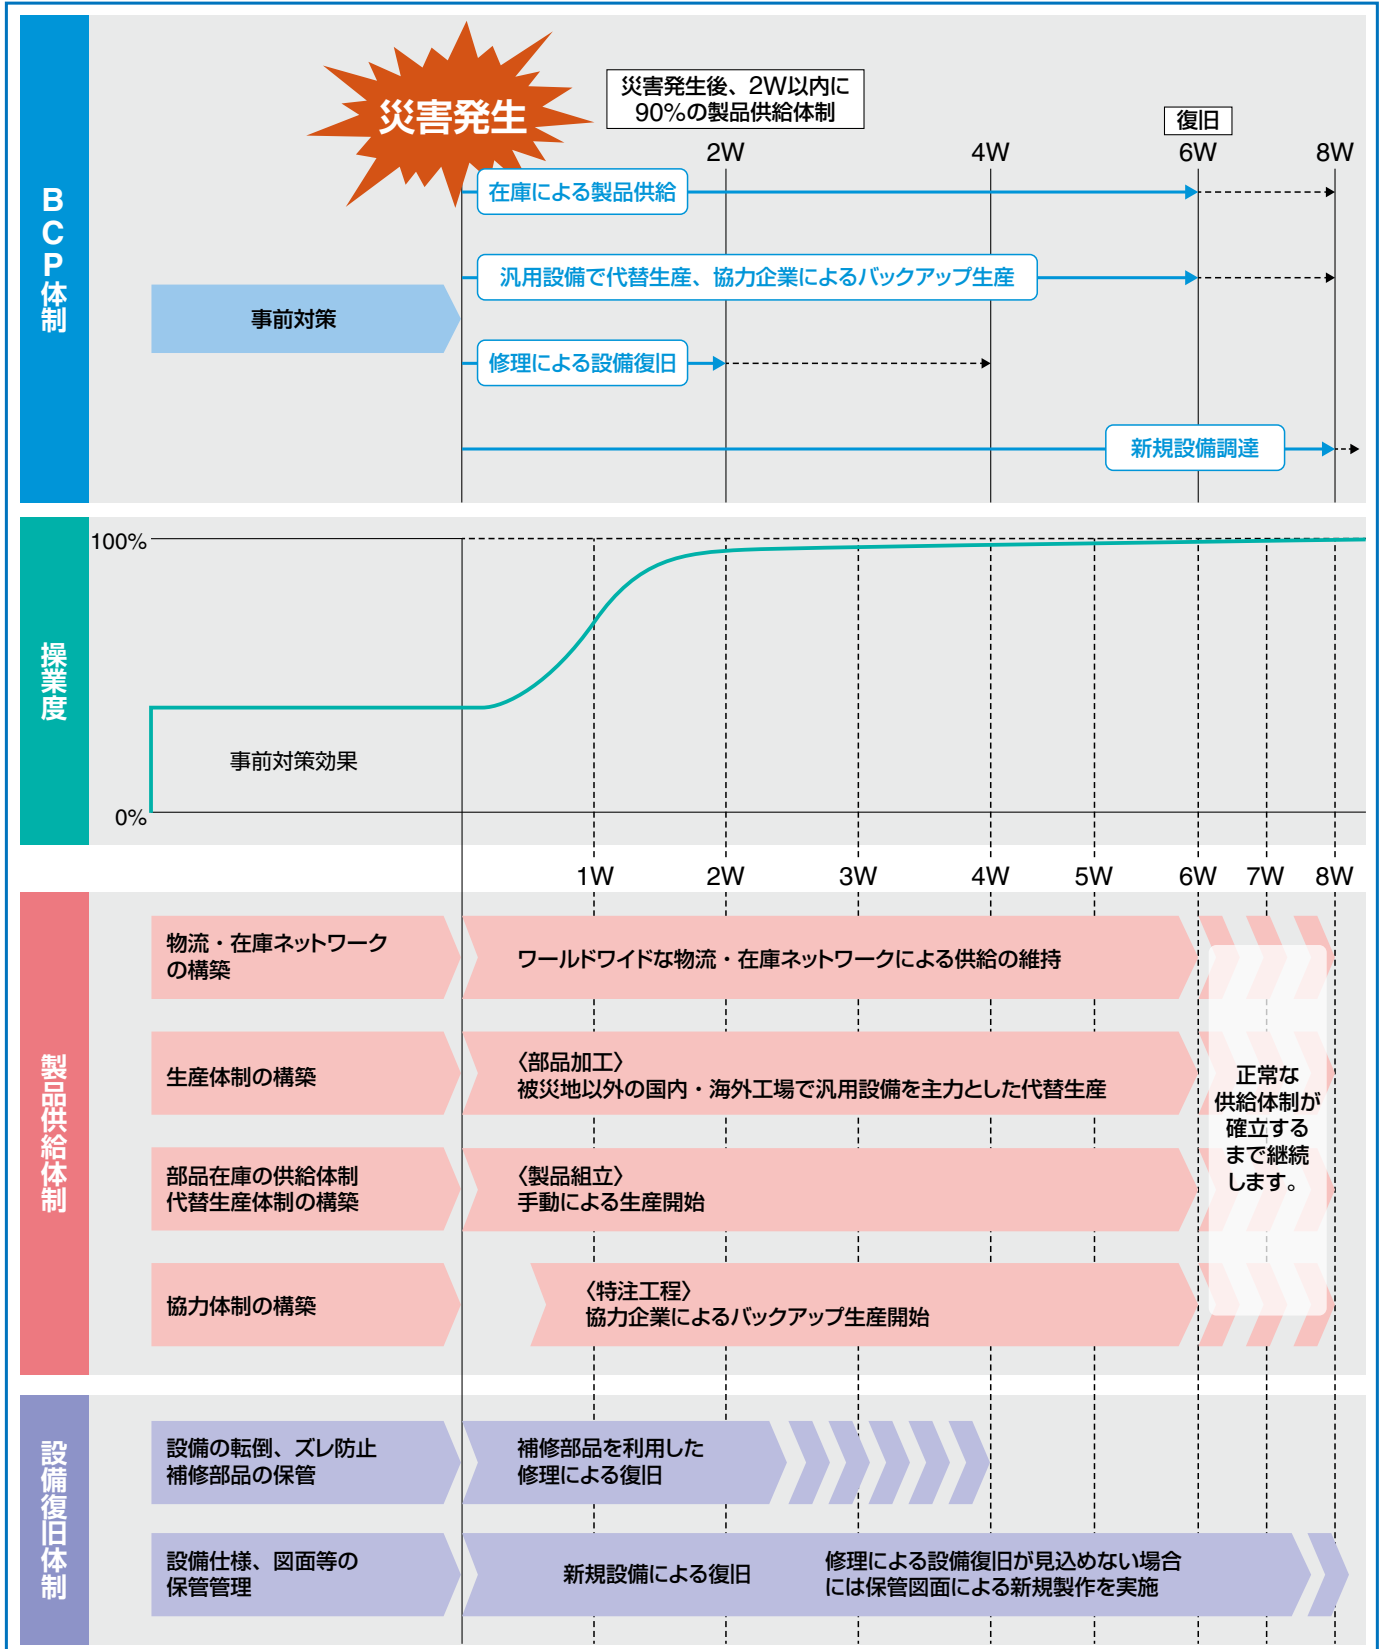 BCP体制
災害発生
災害発生後、2W以内に
90%の製品供給体制
復旧
2W
4W
6W
8W
在庫による製品供給
汎用設備で代替生産、協力企業によるバックアップ生産
事前対策
修理による設備復旧
新規設備調達
操業度
100%
事前対策効果
0%
1W
2W
3W
4W
5W
6W
7W
8W
製品供給体制
物流・在庫ネットワーク
の構築
ワールドワイドな物流・在庫ネットワークによる供給の維持
生産体制の構築
〈部品加工〉
被災地以外の国内・海外工場で汎用設備を主力とした代替生産
部品在庫の供給体制
代替生産体制の構築
〈製品組立〉
手動による生産開始
協力体制の構築
〈特注工程〉
協力企業によるバックアップ生産開始
正常な
供給体制が
確立する
まで継続
します。
設備復旧体制
設備の転倒、ズレ防止
補修部品の保管
補修部品を利用した
修理による復旧
設備仕様、図面等の
保管管理
新規設備による復旧
修理による設備復旧が見込めない場合
には保管図面による新規製作を実施